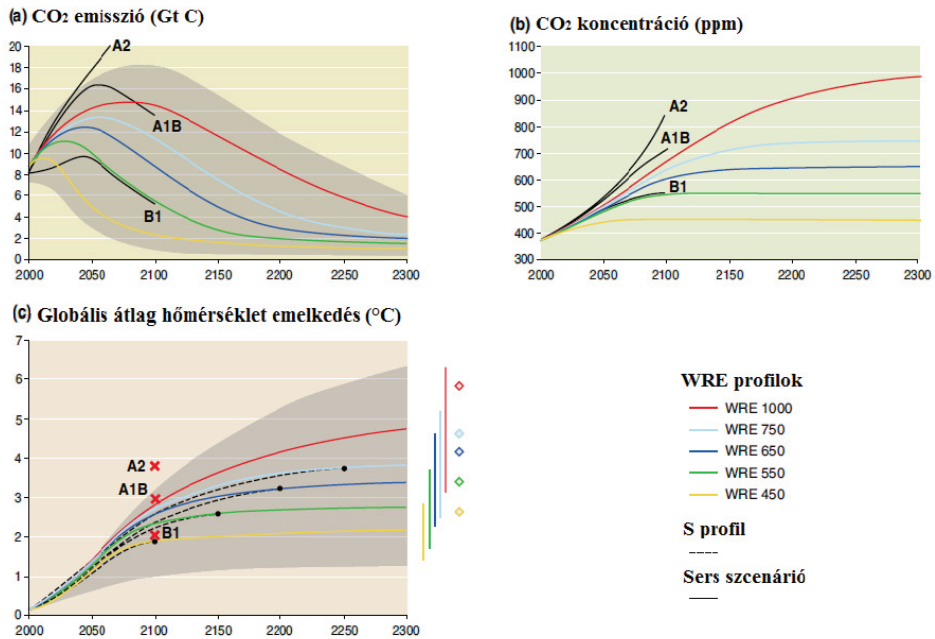 (a) CO₂ emisszió (Gt C)
20
18
16
14
12
10
8
6
4
2
0
A2
A1B
B1
2000 2050 2100 2150 2200 2250 2300
(b) CO₂ koncentráció (ppm)
1100
1000
900
800
700
600
500
400
300
A2
A1B
B1
2000 2050 2100 2150 2200 2250 2300
(c) Globális átlag hőmérséklet emelkedés (°C)
7
6
5
4
3
2
1
0
A2
A1B
B1
2000 2050 2100 2150 2200 2250 2300
WRE profilok
WRE 1000
WRE 750
WRE 650
WRE 550
WRE 450
S profil
Sers szcenárió